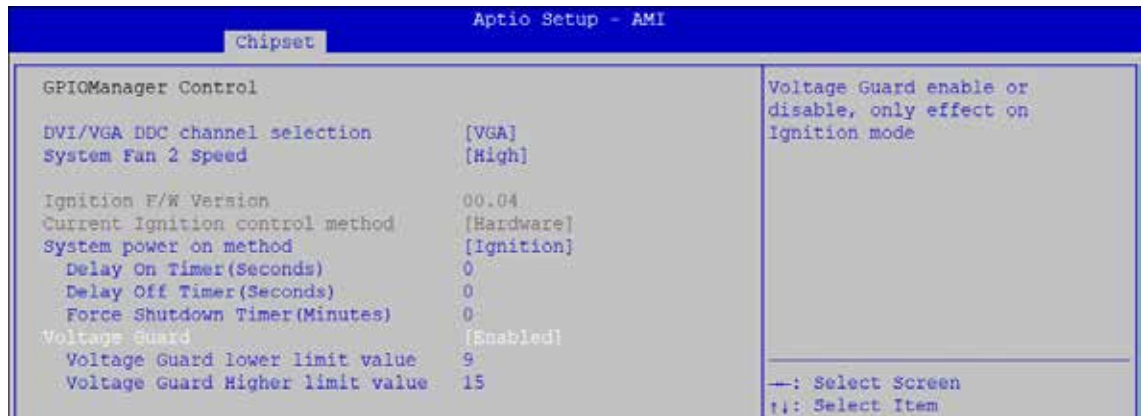 Aptio Setup - AMI
Chipset
GPIOManager Control
DVI/VGA DDC channel selection [VGA]
System Fan 2 Speed [High]
Ignition F/W Version 00.04
Current Ignition control method [Hardware]
System power on method [Ignition]
Delay On Timer(Seconds) 0
Delay Off Timer(Seconds) 0
Force Shutdown Timer(Minutes) 0
Voltage Guard [Enabled]
Voltage Guard lower limit value 9
Voltage Guard Higher limit value 15
Voltage Guard enable or
disable, only effect on
Ignition mode
→←: Select Screen
↑↓: Select Item